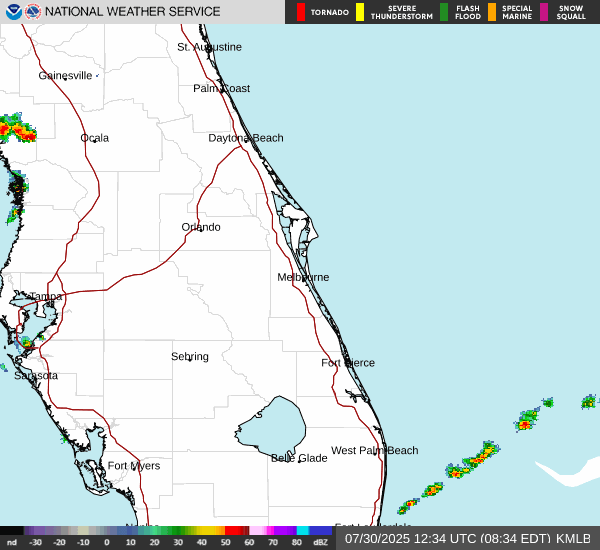 NATIONAL WEATHER SERVICE
TORNADO
SEVERE THUNDERSTORM
FLASH FLOOD
SPECIAL MARINE
SNOW SQUALL
St. Augustine
Gainesville
Palm Coast
Ocala
Daytona Beach
Orlando
Melbourne
Tampa
Sebring
Fort Pierce
Sarasota
West Palm Beach
Belle Glade
Fort Myers
nd -30 -20 -10 0 10 20 30 40 50 60 70 80 dBZ
07/30/2025 12:34 UTC (08:34 EDT) KMLB